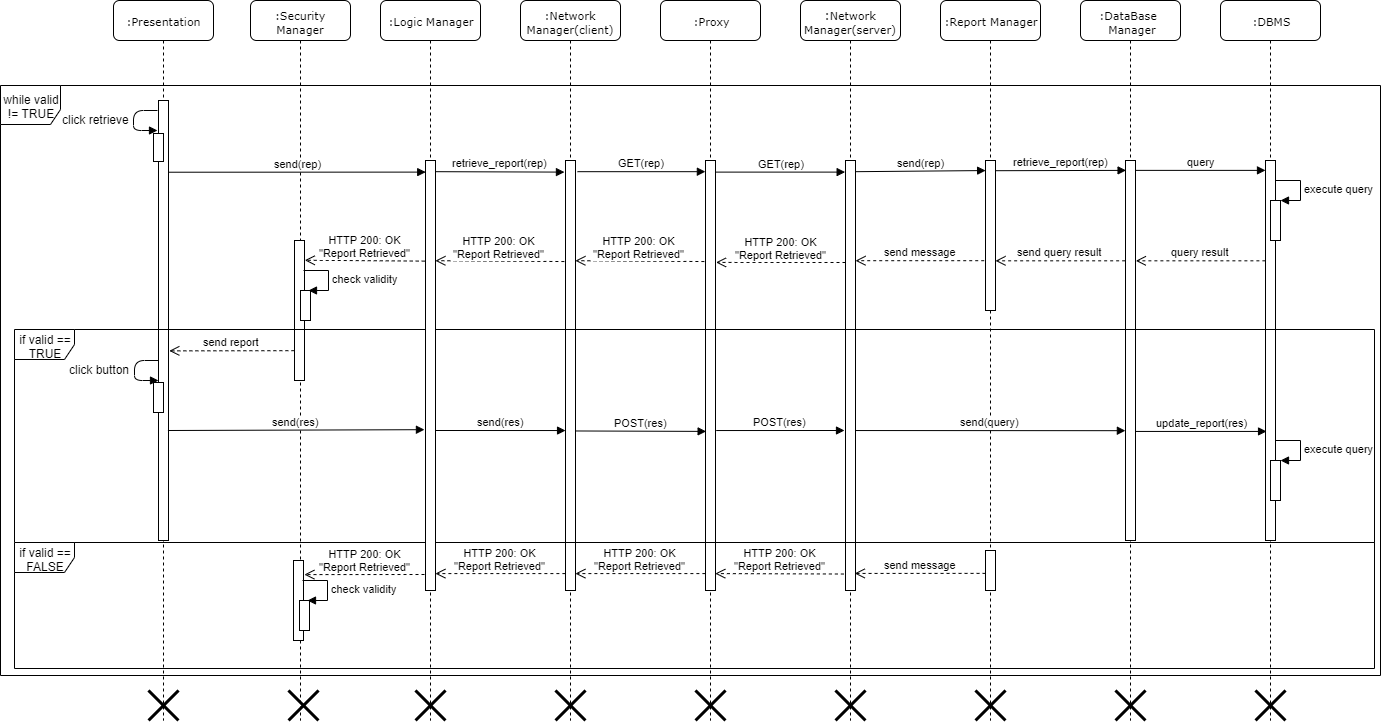 :Presentation
:Security
Manager
:Logic Manager
:Network
Manager(client)
:Proxy
:Network
Manager(server)
:Report Manager
:DataBase
Manager
:DBMS
while valid
!= TRUE
click retrieve
send(rep)
retrieve_report(rep)
GET(rep)
GET(rep)
send(rep)
retrieve_report(rep)
query
execute query
HTTP 200: OK
"Report Retrieved"
HTTP 200: OK
"Report Retrieved"
HTTP 200: OK
"Report Retrieved"
HTTP 200: OK
"Report Retrieved"
send message
send query result
query result
check validity
if valid ==
TRUE
send report
click button
send(res)
send(res)
POST(res)
POST(res)
send(query)
update_report(res)
execute query
if valid ==
FALSE
HTTP 200: OK
"Report Retrieved"
HTTP 200: OK
"Report Retrieved"
HTTP 200: OK
"Report Retrieved"
HTTP 200: OK
"Report Retrieved"
send message
check validity